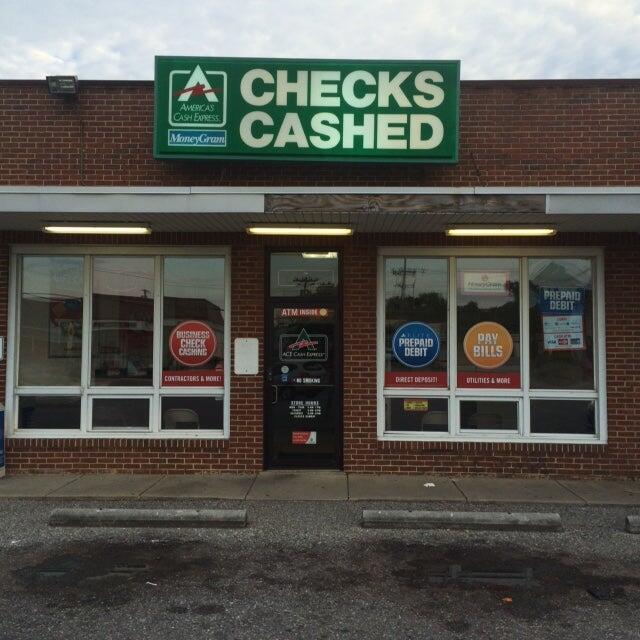 AMERICA'S
CASH EXPRESS.
MoneyGram
CHECKS
CASHED
BUSINESS
CHECK
CASHING
CONTRACTORS & MORE!
ATM INSIDE
ACE CASH EXPRESS
NO SMOKING
STORE HOURS
PREPAID
DEBIT
DIRECT DEPOSIT!
PAY
BILLS
UTILITIES & MORE
PREPAID
DEBIT
VISA